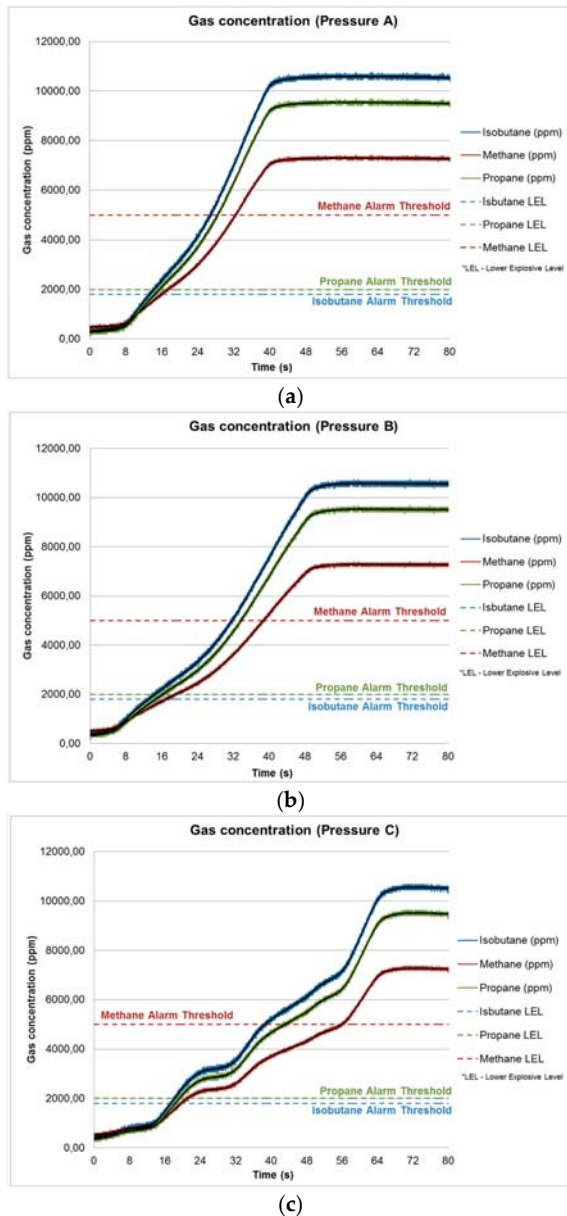 Gas concentration (Pressure A)
12000,00
10000,00
8000,00
6000,00
4000,00
2000,00
0,00
Gas concentration (ppm)
Methane Alarm Threshold
Propane Alarm Threshold
Isobutane Alarm Threshold
0 8 16 24 32 40 48 56 64 72 80
Time (s)
Isobutane (ppm)
Methane (ppm)
Propane (ppm)
Isbutane LEL
Propane LEL
Methane LEL
*LEL - Lower Explosive Level
(a)
Gas concentration (Pressure B)
12000,00
10000,00
8000,00
6000,00
4000,00
2000,00
0,00
Gas concentration (ppm)
Methane Alarm Threshold
Propane Alarm Threshold
Isobutane Alarm Threshold
0 8 16 24 32 40 48 56 64 72 80
Time (s)
Isobutane (ppm)
Methane (ppm)
Propane (ppm)
Isbutane LEL
Propane LEL
Methane LEL
*LEL - Lower Explosive Level
(b)
Gas concentration (Pressure C)
12000,00
10000,00
8000,00
6000,00
4000,00
2000,00
0,00
Gas concentration (ppm)
Methane Alarm Threshold
Propane Alarm Threshold
Isobutane Alarm Threshold
0 8 16 24 32 40 48 56 64 72 80
Time (s)
Isobutane (ppm)
Methane (ppm)
Propane (ppm)
Isbutane LEL
Propane LEL
Methane LEL
*LEL - Lower Explosive Level
(c)